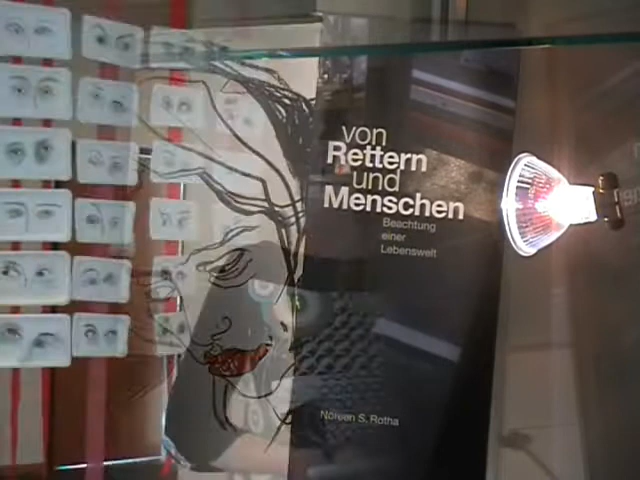 von
Rettern
und
Menschen
Beachtung
einer
Lebenswelt
Noreen S. Rotha